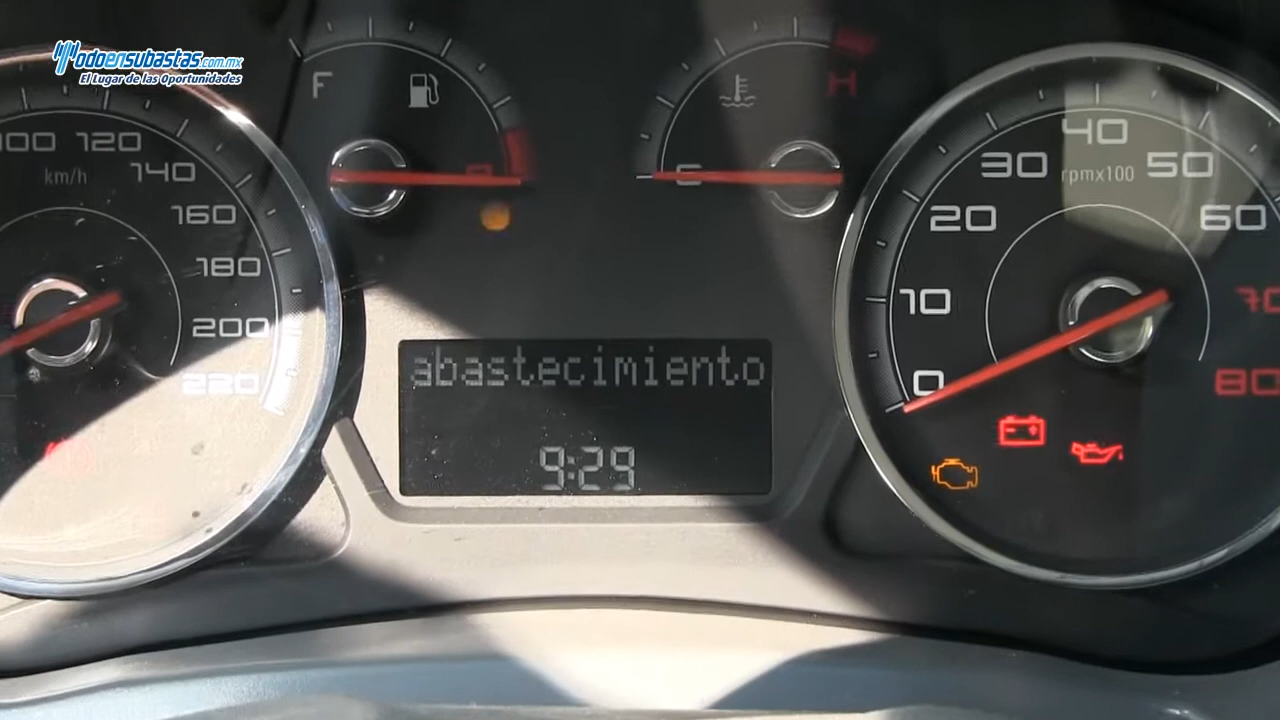 TodoenSubastas.com.mx
El Lugar de las Oportunidades
F
H
C
100
120
140
160
180
200
220
km/h
0
10
20
30
40
50
60
70
80
rpmx100
abastecimiento
9:29